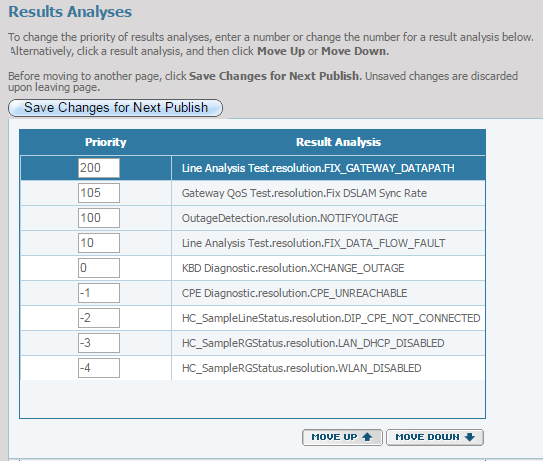 Results Analyses
To change the priority of results analyses, enter a number or change the number for a result analysis below.
Alternatively, click a result analysis, and then click Move Up or Move Down.
Before moving to another page, click Save Changes for Next Publish. Unsaved changes are discarded
upon leaving page.
Save Changes for Next Publish
Priority Result Analysis
200 Line Analysis Test.resolution.FIX_GATEWAY_DATAPATH
105 Gateway QoS Test.resolution.Fix DSLAM Sync Rate
100 OutageDetection.resolution.NOTIFYOUTAGE
10 Line Analysis Test.resolution.FIX_DATA_FLOW_FAULT
0 KBD Diagnostic.resolution.XCHANGE_OUTAGE
-1 CPE Diagnostic.resolution.CPE_UNREACHABLE
-2 HC_SampleLineStatus.resolution.DIP_CPE_NOT_CONNECTED
-3 HC_SampleRGStatus.resolution.LAN_DHCP_DISABLED
-4 HC_SampleRGStatus.resolution.WLAN_DISABLED
MOVE UP MOVE DOWN